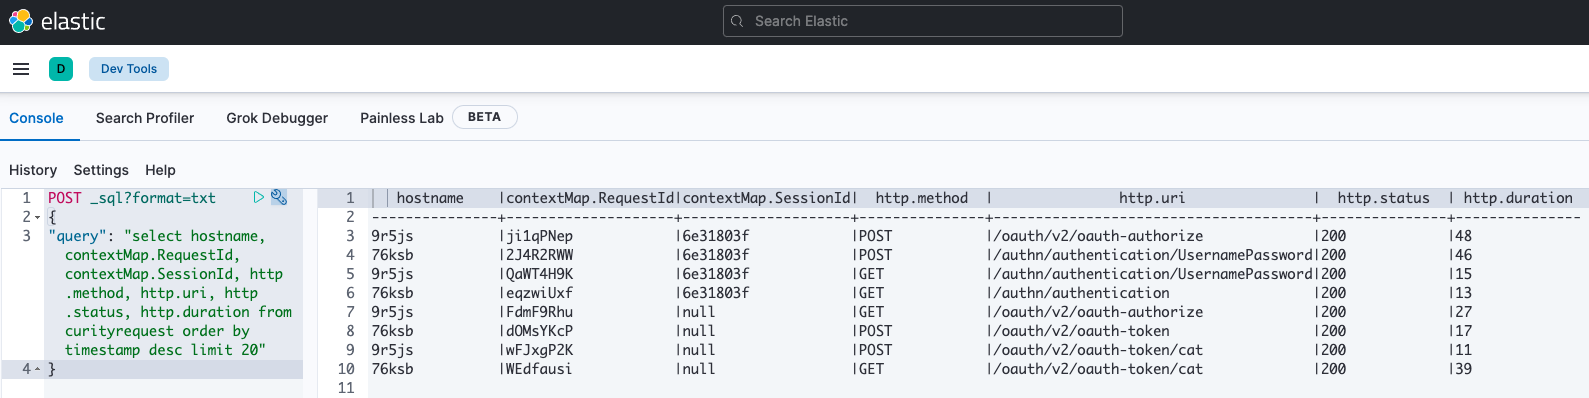 elastic
Search Elastic
D Dev Tools
Console Search Profiler Grok Debugger Painless Lab BETA
History Settings Help
1 POST _sql?format=txt
2 {
3 "query": "select hostname,
contextMap.RequestId,
contextMap.SessionId, http
.method, http.uri, http
.status, http.duration from
curityrequest order by
timestamp desc limit 20"
4 }
1 hostname |contextMap.RequestId|contextMap.SessionId| http.method | http.uri | http.status | http.duration
2 ---------------+--------------------+--------------------+---------------+-------------------------------------+---------------+---------------
3 9r5js |ji1qPNep |6e31803f |POST |/oauth/v2/oauth-authorize |200 |48
4 76ksb |2J4R2RWW |6e31803f |POST |/authn/authentication/UsernamePassword|200 |46
5 9r5js |QaWT4H9K |6e31803f |GET |/authn/authentication/UsernamePassword|200 |15
6 76ksb |eqzwiUxf |6e31803f |GET |/authn/authentication |200 |13
7 9r5js |FdmF9Rhu |null |GET |/oauth/v2/oauth-authorize |200 |27
8 76ksb |dOMsYKcP |null |POST |/oauth/v2/oauth-token |200 |17
9 9r5js |wFJxgP2K |null |POST |/oauth/v2/oauth-token/cat |200 |11
10 76ksb |WEdfausi |null |GET |/oauth/v2/oauth-token/cat |200 |39
11